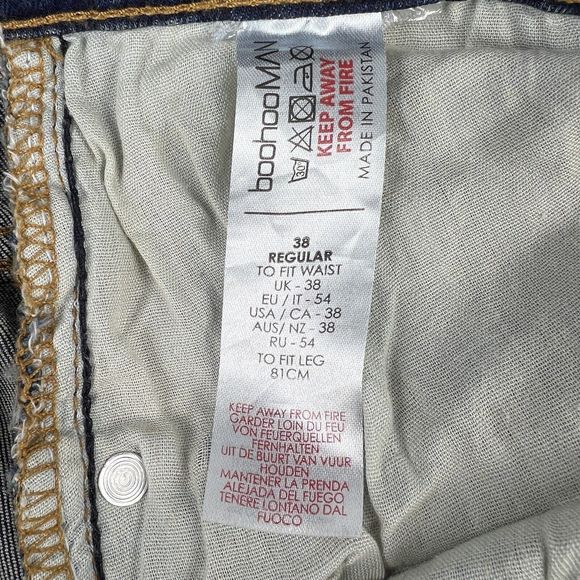 boohooMAN
30
KEEP AWAY
FROM FIRE
MADE IN PAKISTAN
38
REGULAR
TO FIT WAIST
UK - 38
EU / IT - 54
USA / CA - 38
AUS/ NZ - 38
RU - 54
TO FIT LEG
81CM
KEEP AWAY FROM FIRE
GARDER LOIN DU FEU
VON FEUERQUELLEN
FERNHALTEN
UIT DE BUURT VAN VUUR
HOUDEN
MANTENER LA PRENDA
ALEJADA DEL FUEGO
TENERE LONTANO DAL
FUOCO